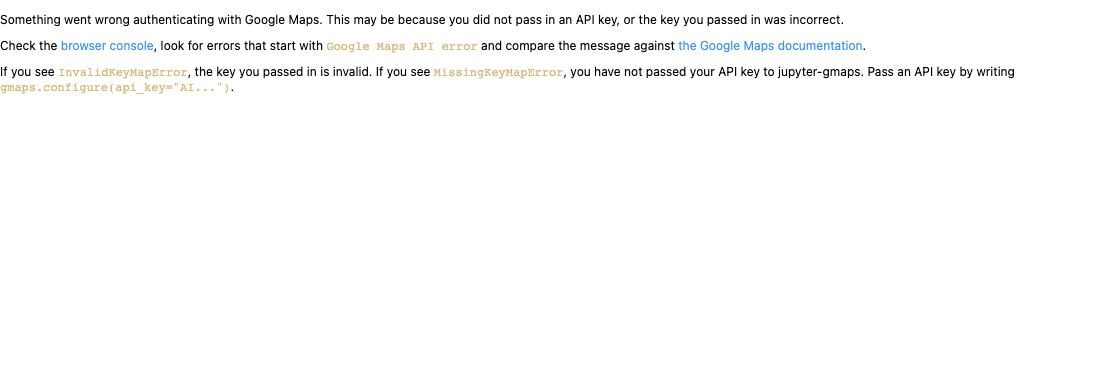 Something went wrong authenticating with Google Maps. This may be because you did not pass in an API key, or the key you passed in was incorrect.
Check the browser console, look for errors that start with Google Maps API error and compare the message against the Google Maps documentation.
If you see InvalidKeyMapError, the key you passed in is invalid. If you see MissingKeyMapError, you have not passed your API key to jupyter-gmaps. Pass an API key by writing
gmaps.configure(api_key="AI...").